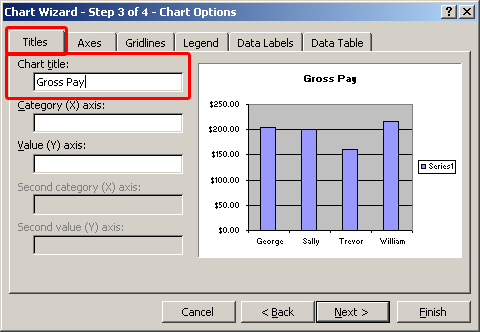 Chart Wizard - Step 3 of 4 - Chart Options
Titles Axes Gridlines Legend Data Labels Data Table
Chart title:
Gross Pay
Category (X) axis:
Value (Y) axis:
Second category (X) axis:
Second value (Y) axis:
Gross Pay
$250.00
$200.00
$150.00
$100.00
$50.00
$0.00
George Sally Trevor William
Series1
Cancel < Back Next > Finish